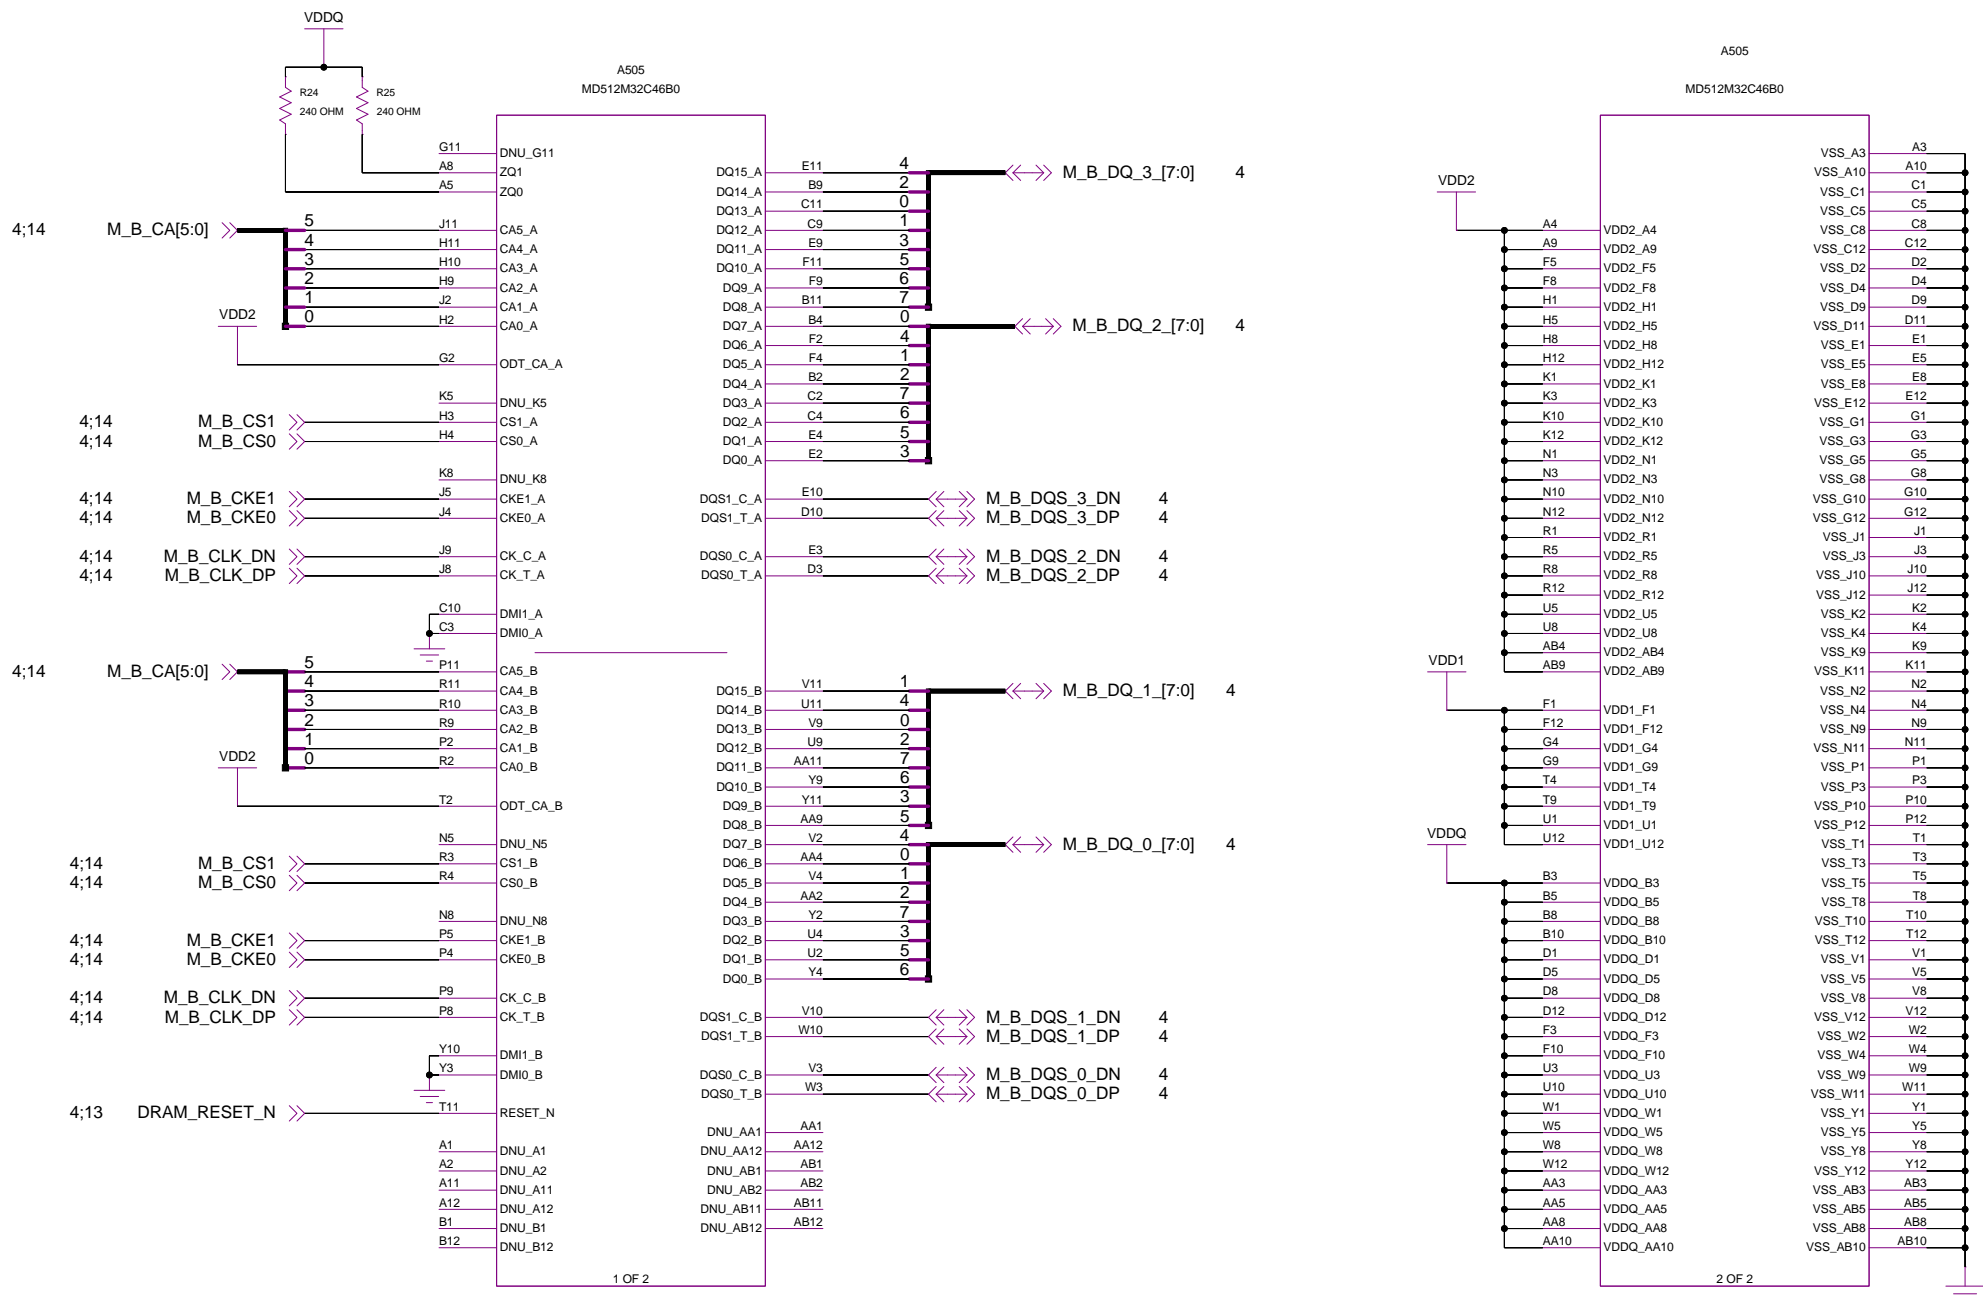 VDDQ
R24
240 OHM
R25
240 OHM
A505
MD512M32C46B0
G11 DNU_G11
A8 ZQ1
A5 ZQ0
4;14 M_B_CA[5:0]
5 J11 CA5_A
4 H11 CA4_A
3 H10 CA3_A
2 H9 CA2_A
1 J2 CA1_A
0 H2 CA0_A
VDD2
G2 ODT_CA_A
K5 DNU_K5
4;14 M_B_CS1 H3 CS1_A
4;14 M_B_CS0 H4 CS0_A
K8 DNU_K8
4;14 M_B_CKE1 J5 CKE1_A
4;14 M_B_CKE0 J4 CKE0_A
4;14 M_B_CLK_DN J9 CK_C_A
4;14 M_B_CLK_DP J8 CK_T_A
C10 DMI1_A
C3 DMI0_A
4;14 M_B_CA[5:0]
5 P11 CA5_B
4 R11 CA4_B
3 R10 CA3_B
2 R9 CA2_B
1 P2 CA1_B
0 R2 CA0_B
VDD2
T2 ODT_CA_B
N5 DNU_N5
4;14 M_B_CS1 R3 CS1_B
4;14 M_B_CS0 R4 CS0_B
N8 DNU_N8
4;14 M_B_CKE1 P5 CKE1_B
4;14 M_B_CKE0 P4 CKE0_B
4;14 M_B_CLK_DN P9 CK_C_B
4;14 M_B_CLK_DP P8 CK_T_B
Y10 DMI1_B
Y3 DMI0_B
4;13 DRAM_RESET_N T11 RESET_N
A1 DNU_A1
A2 DNU_A2
A11 DNU_A11
A12 DNU_A12
B1 DNU_B1
B12 DNU_B12
DQ15_A E11 4 M_B_DQ_3_[7:0] 4
DQ14_A B9 2
DQ13_A C11 0
DQ12_A C9 1
DQ11_A E9 3
DQ10_A F11 5
DQ9_A F9 6
DQ8_A B11 7
DQ7_A B4 0 M_B_DQ_2_[7:0] 4
DQ6_A F2 4
DQ5_A F4 1
DQ4_A B2 2
DQ3_A C2 7
DQ2_A C4 6
DQ1_A E4 5
DQ0_A E2 3
DQS1_C_A E10 M_B_DQS_3_DN 4
DQS1_T_A D10 M_B_DQS_3_DP 4
DQS0_C_A E3 M_B_DQS_2_DN 4
DQS0_T_A D3 M_B_DQS_2_DP 4
DQ15_B V11 1 M_B_DQ_1_[7:0] 4
DQ14_B U11 4
DQ13_B V9 0
DQ12_B U9 2
DQ11_B AA11 7
DQ10_B Y9 6
DQ9_B Y11 3
DQ8_B AA9 5
DQ7_B V2 4 M_B_DQ_0_[7:0] 4
DQ6_B AA4 0
DQ5_B V4 1
DQ4_B AA2 2
DQ3_B Y2 7
DQ2_B U4 3
DQ1_B U2 5
DQ0_B Y4 6
DQS1_C_B V10 M_B_DQS_1_DN 4
DQS1_T_B W10 M_B_DQS_1_DP 4
DQS0_C_B V3 M_B_DQS_0_DN 4
DQS0_T_B W3 M_B_DQS_0_DP 4
DNU_AA1 AA1
DNU_AA12 AA12
DNU_AB1 AB1
DNU_AB2 AB2
DNU_AB11 AB11
DNU_AB12 AB12
1 OF 2
A505
MD512M32C46B0
VDD2
A4 VDD2_A4
A9 VDD2_A9
F5 VDD2_F5
F8 VDD2_F8
H1 VDD2_H1
H5 VDD2_H5
H8 VDD2_H8
H12 VDD2_H12
K1 VDD2_K1
K3 VDD2_K3
K10 VDD2_K10
K12 VDD2_K12
N1 VDD2_N1
N3 VDD2_N3
N10 VDD2_N10
N12 VDD2_N12
R1 VDD2_R1
R5 VDD2_R5
R8 VDD2_R8
R12 VDD2_R12
U5 VDD2_U5
U8 VDD2_U8
AB4 VDD2_AB4
AB9 VDD2_AB9
VDD1
F1 VDD1_F1
F12 VDD1_F12
G4 VDD1_G4
G9 VDD1_G9
T4 VDD1_T4
T9 VDD1_T9
U1 VDD1_U1
U12 VDD1_U12
VDDQ
B3 VDDQ_B3
B5 VDDQ_B5
B8 VDDQ_B8
B10 VDDQ_B10
D1 VDDQ_D1
D5 VDDQ_D5
D8 VDDQ_D8
D12 VDDQ_D12
F3 VDDQ_F3
F10 VDDQ_F10
U3 VDDQ_U3
U10 VDDQ_U10
W1 VDDQ_W1
W5 VDDQ_W5
W8 VDDQ_W8
W12 VDDQ_W12
AA3 VDDQ_AA3
AA5 VDDQ_AA5
AA8 VDDQ_AA8
AA10 VDDQ_AA10
VSS_A3 A3
VSS_A10 A10
VSS_C1 C1
VSS_C5 C5
VSS_C8 C8
VSS_C12 C12
VSS_D2 D2
VSS_D4 D4
VSS_D9 D9
VSS_D11 D11
VSS_E1 E1
VSS_E5 E5
VSS_E8 E8
VSS_E12 E12
VSS_G1 G1
VSS_G3 G3
VSS_G5 G5
VSS_G8 G8
VSS_G10 G10
VSS_G12 G12
VSS_J1 J1
VSS_J3 J3
VSS_J10 J10
VSS_J12 J12
VSS_K2 K2
VSS_K4 K4
VSS_K9 K9
VSS_K11 K11
VSS_N2 N2
VSS_N4 N4
VSS_N9 N9
VSS_N11 N11
VSS_P1 P1
VSS_P3 P3
VSS_P10 P10
VSS_P12 P12
VSS_T1 T1
VSS_T3 T3
VSS_T5 T5
VSS_T8 T8
VSS_T10 T10
VSS_T12 T12
VSS_V1 V1
VSS_V5 V5
VSS_V8 V8
VSS_V12 V12
VSS_W2 W2
VSS_W4 W4
VSS_W9 W9
VSS_W11 W11
VSS_Y1 Y1
VSS_Y5 Y5
VSS_Y8 Y8
VSS_Y12 Y12
VSS_AB3 AB3
VSS_AB5 AB5
VSS_AB8 AB8
VSS_AB10 AB10
2 OF 2